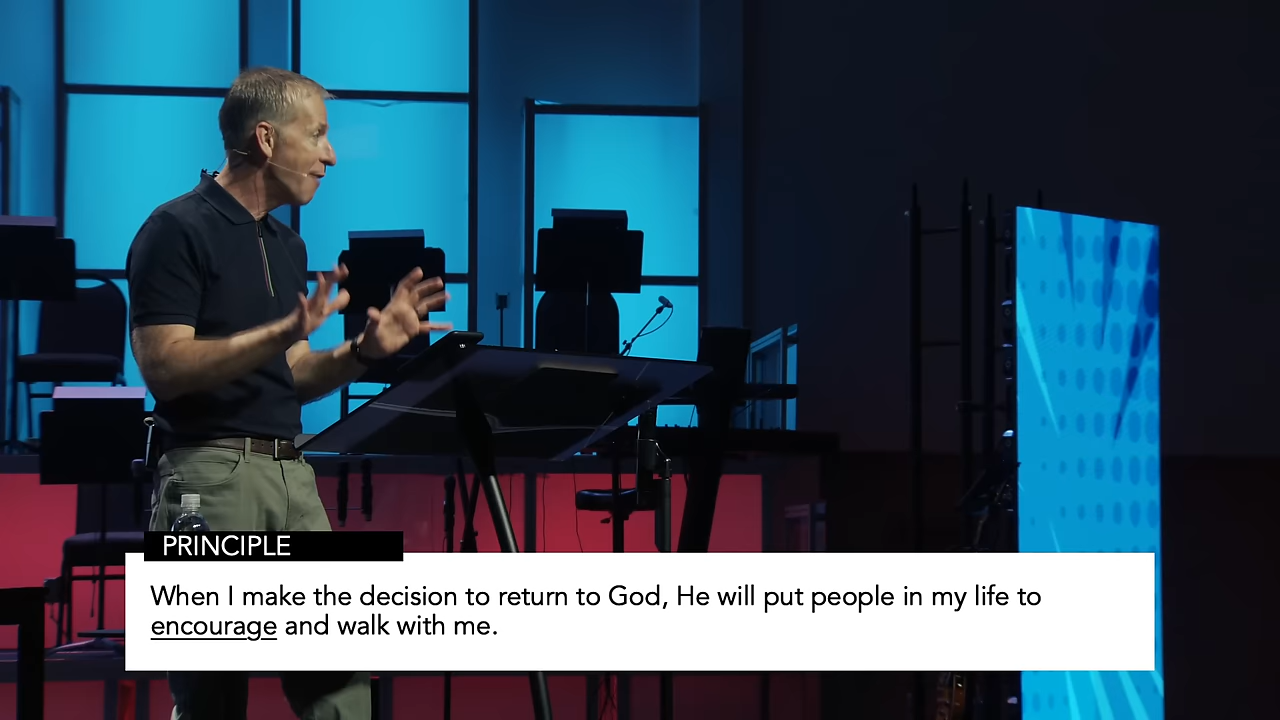 PRINCIPLE
When I make the decision to return to God, He will put people in my life to
encourage and walk with me.